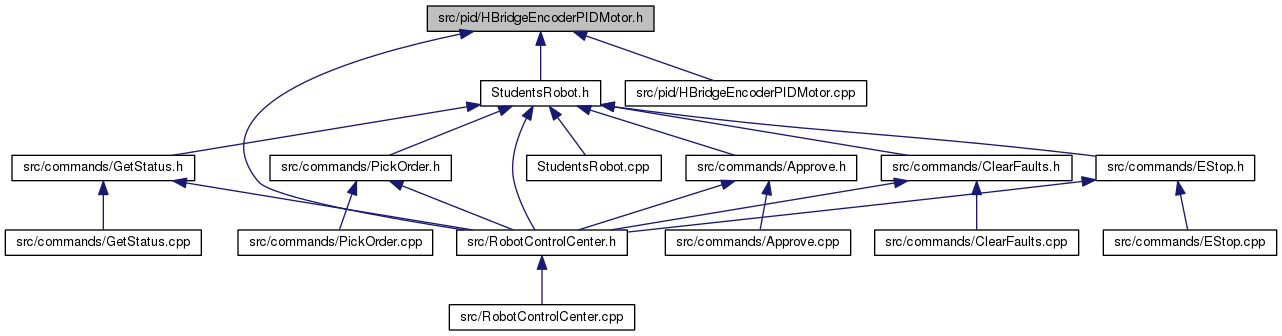 src/pid/HBridgeEncoderPIDMotor.h
StudentsRobot.h
src/pid/HBridgeEncoderPIDMotor.cpp
src/commands/GetStatus.h
src/commands/PickOrder.h
StudentsRobot.cpp
src/commands/Approve.h
src/commands/ClearFaults.h
src/commands/EStop.h
src/commands/GetStatus.cpp
src/commands/PickOrder.cpp
src/RobotControlCenter.h
src/commands/Approve.cpp
src/commands/ClearFaults.cpp
src/commands/EStop.cpp
src/RobotControlCenter.cpp